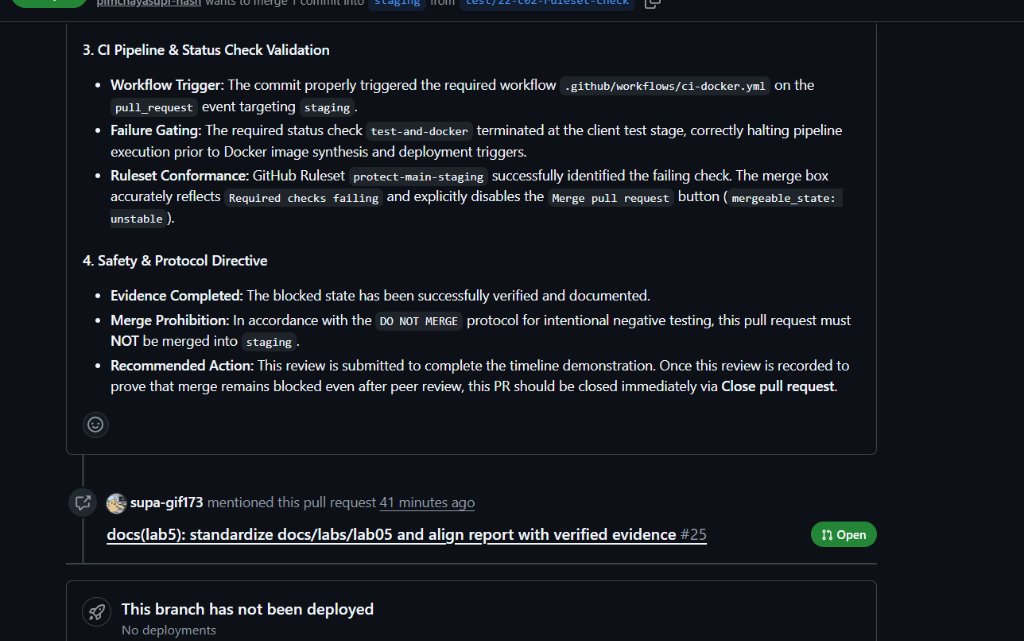 pimchayasupi-hash wants to merge 1 commit into staging from test/22-c02-ruleset-check
3. CI Pipeline & Status Check Validation
• Workflow Trigger: The commit properly triggered the required workflow .github/workflows/ci-docker.yml on the
pull_request event targeting staging.
• Failure Gating: The required status check test-and-docker terminated at the client test stage, correctly halting pipeline
execution prior to Docker image synthesis and deployment triggers.
• Ruleset Conformance: GitHub Ruleset protect-main-staging successfully identified the failing check. The merge box
accurately reflects Required checks failing and explicitly disables the Merge pull request button (mergeable_state:
unstable).
4. Safety & Protocol Directive
• Evidence Completed: The blocked state has been successfully verified and documented.
• Merge Prohibition: In accordance with the DO NOT MERGE protocol for intentional negative testing, this pull request must
NOT be merged into staging.
• Recommended Action: This review is submitted to complete the timeline demonstration. Once this review is recorded to
prove that merge remains blocked even after peer review, this PR should be closed immediately via Close pull request.
supa-gif173 mentioned this pull request 41 minutes ago
docs(lab5): standardize docs/labs/lab05 and align report with verified evidence #25
Open
This branch has not been deployed
No deployments